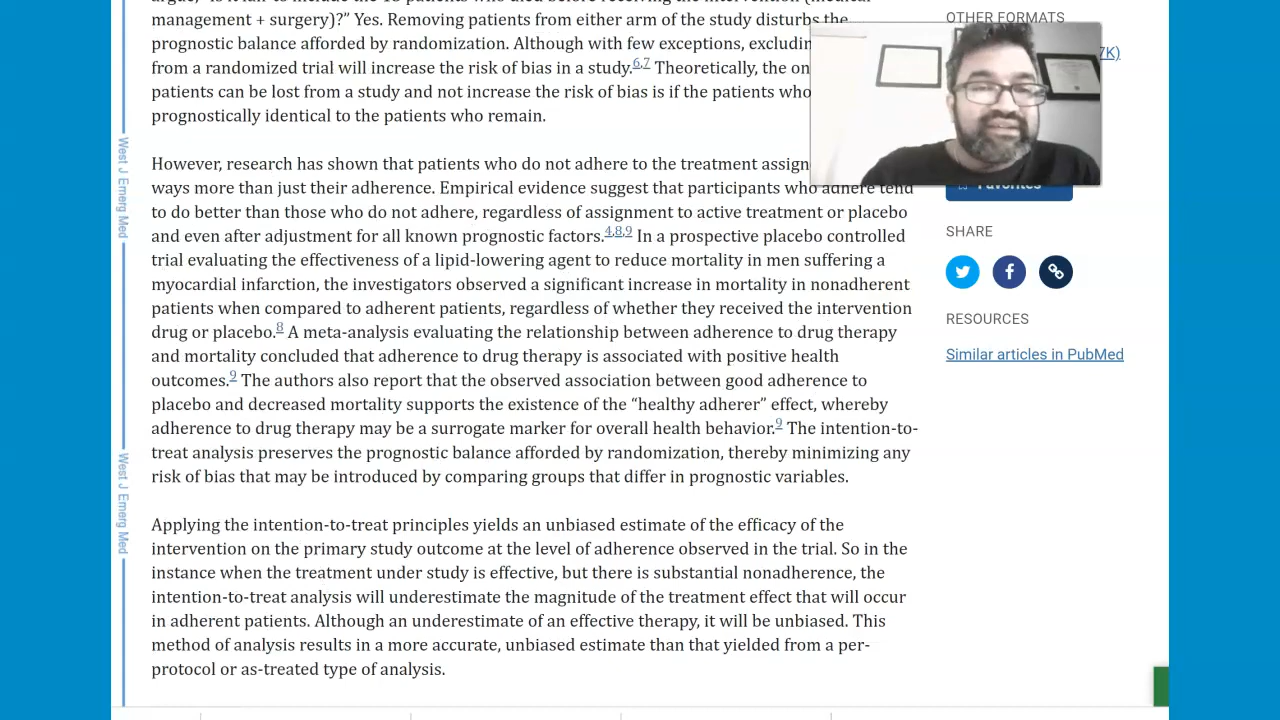 argue, "Is it fair to include the 16 patients who died before receiving the intervention (medical
management + surgery)?" Yes. Removing patients from either arm of the study disturbs the
prognostic balance afforded by randomization. Although with few exceptions, excludin
from a randomized trial will increase the risk of bias in a study.6,7 Theoretically, the on
patients can be lost from a study and not increase the risk of bias is if the patients who
prognostically identical to the patients who remain.
However, research has shown that patients who do not adhere to the treatment assign
ways more than just their adherence. Empirical evidence suggest that participants who adhere tend
to do better than those who do not adhere, regardless of assignment to active treatment or placebo
and even after adjustment for all known prognostic factors.4,8,9 In a prospective placebo controlled
trial evaluating the effectiveness of a lipid-lowering agent to reduce mortality in men suffering a
myocardial infarction, the investigators observed a significant increase in mortality in nonadherent
patients when compared to adherent patients, regardless of whether they received the intervention
drug or placebo.8 A meta-analysis evaluating the relationship between adherence to drug therapy
and mortality concluded that adherence to drug therapy is associated with positive health
outcomes.9 The authors also report that the observed association between good adherence to
placebo and decreased mortality supports the existence of the “healthy adherer” effect, whereby
adherence to drug therapy may be a surrogate marker for overall health behavior.9 The intention-to-
treat analysis preserves the prognostic balance afforded by randomization, thereby minimizing any
risk of bias that may be introduced by comparing groups that differ in prognostic variables.
Applying the intention-to-treat principles yields an unbiased estimate of the efficacy of the
intervention on the primary study outcome at the level of adherence observed in the trial. So in the
instance when the treatment under study is effective, but there is substantial nonadherence, the
intention-to-treat analysis will underestimate the magnitude of the treatment effect that will occur
in adherent patients. Although an underestimate of an effective therapy, it will be unbiased. This
method of analysis results in a more accurate, unbiased estimate than that yielded from a per-
protocol or as-treated type of analysis.
West J Emerg Med
West J Emerg Med
OTHER FORMATS
7K)
Favorites
SHARE
RESOURCES
Similar articles in PubMed